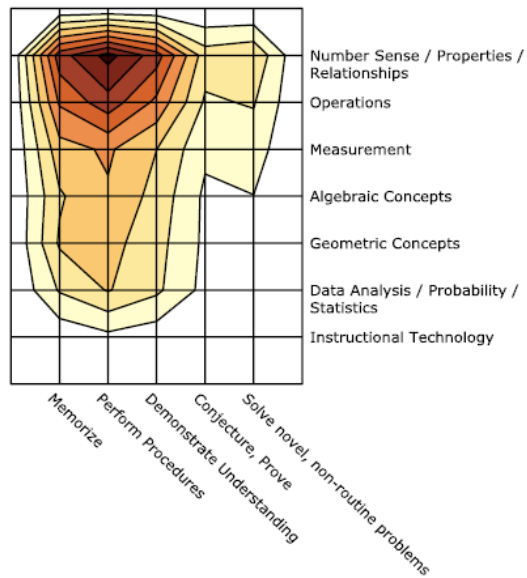 Number Sense / Properties /
Relationships
Operations
Measurement
Algebraic Concepts
Geometric Concepts
Data Analysis / Probability /
Statistics
Instructional Technology
Memorize
Perform Procedures
Demonstrate Understanding
Conjecture, Prove
Solve novel, non-routine problems